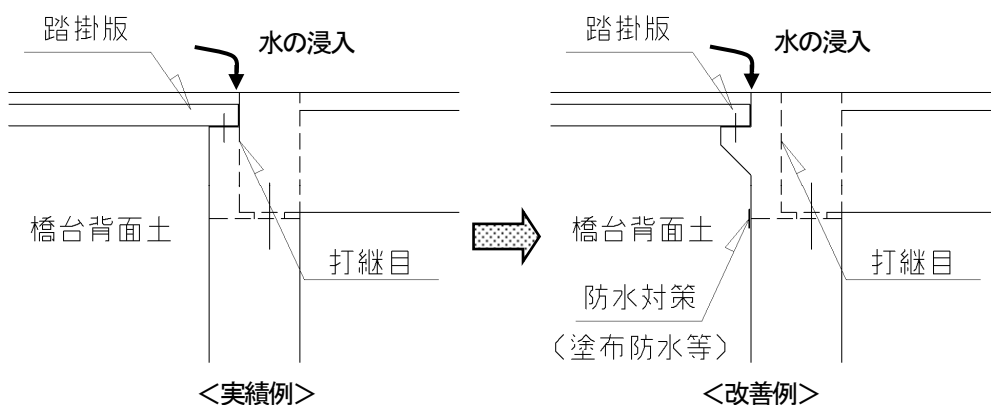 踏掛版
水の浸入
橋台背面土
打継目
<実績例>
踏掛版
水の浸入
橋台背面土
打継目
防水対策
(塗布防水等)
<改善例>